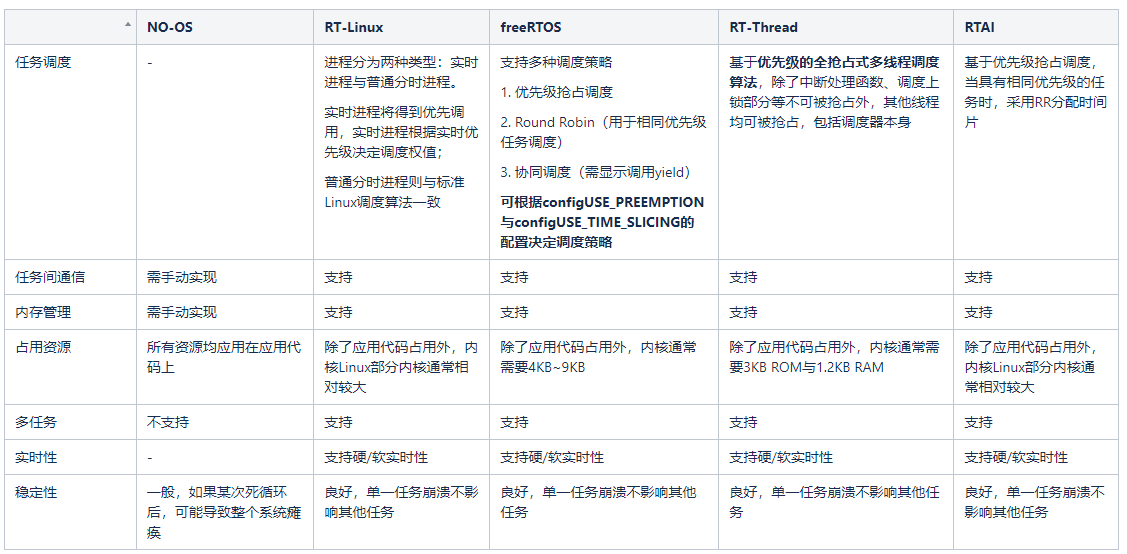 NO-OS
RT-Linux
freeRTOS
RT-Thread
RTAI
任务调度
-
进程分为两种类型：实时
进程与普通分时进程。
实时进程将得到优先调
用，实时进程根据实时优
先级决定调度权值；
普通分时进程则与标准
Linux调度算法一致
支持多种调度策略
1. 优先级抢占调度
2. Round Robin（用于相同优先级
任务调度）
3. 协同调度（需显示调用yield）
可根据configUSE_PREEMPTION
与configUSE_TIME_SLICING的
配置决定调度策略
基于优先级的全抢占式多线程调度
算法，除了中断处理函数、调度上
锁部分等不可被抢占外，其他线程
均可被抢占，包括调度器本身
基于优先级抢占调度，
当具有相同优先级的任
务时，采用RR分配时间
片
任务间通信
需手动实现
支持
支持
支持
支持
内存管理
需手动实现
支持
支持
支持
支持
占用资源
所有资源均应用在应用代
码上
除了应用代码占用外，内
核Linux部分内核通常相
对较大
除了应用代码占用外，内核通常
需要4KB~9KB
除了应用代码占用外，内核通常需
要3KB ROM与1.2KB RAM
除了应用代码占用外，
内核Linux部分内核通
常相对较大
多任务
不支持
支持
支持
支持
支持
实时性
-
支持硬/软实时性
支持硬/软实时性
支持硬/软实时性
支持硬/软实时性
稳定性
一般，如果某次死循环
后，可能导致整个系统瘫
痪
良好，单一任务崩溃不影
响其他任务
良好，单一任务崩溃不影响其他
任务
良好，单一任务崩溃不影响其他任
务
良好，单一任务崩溃不
影响其他任务